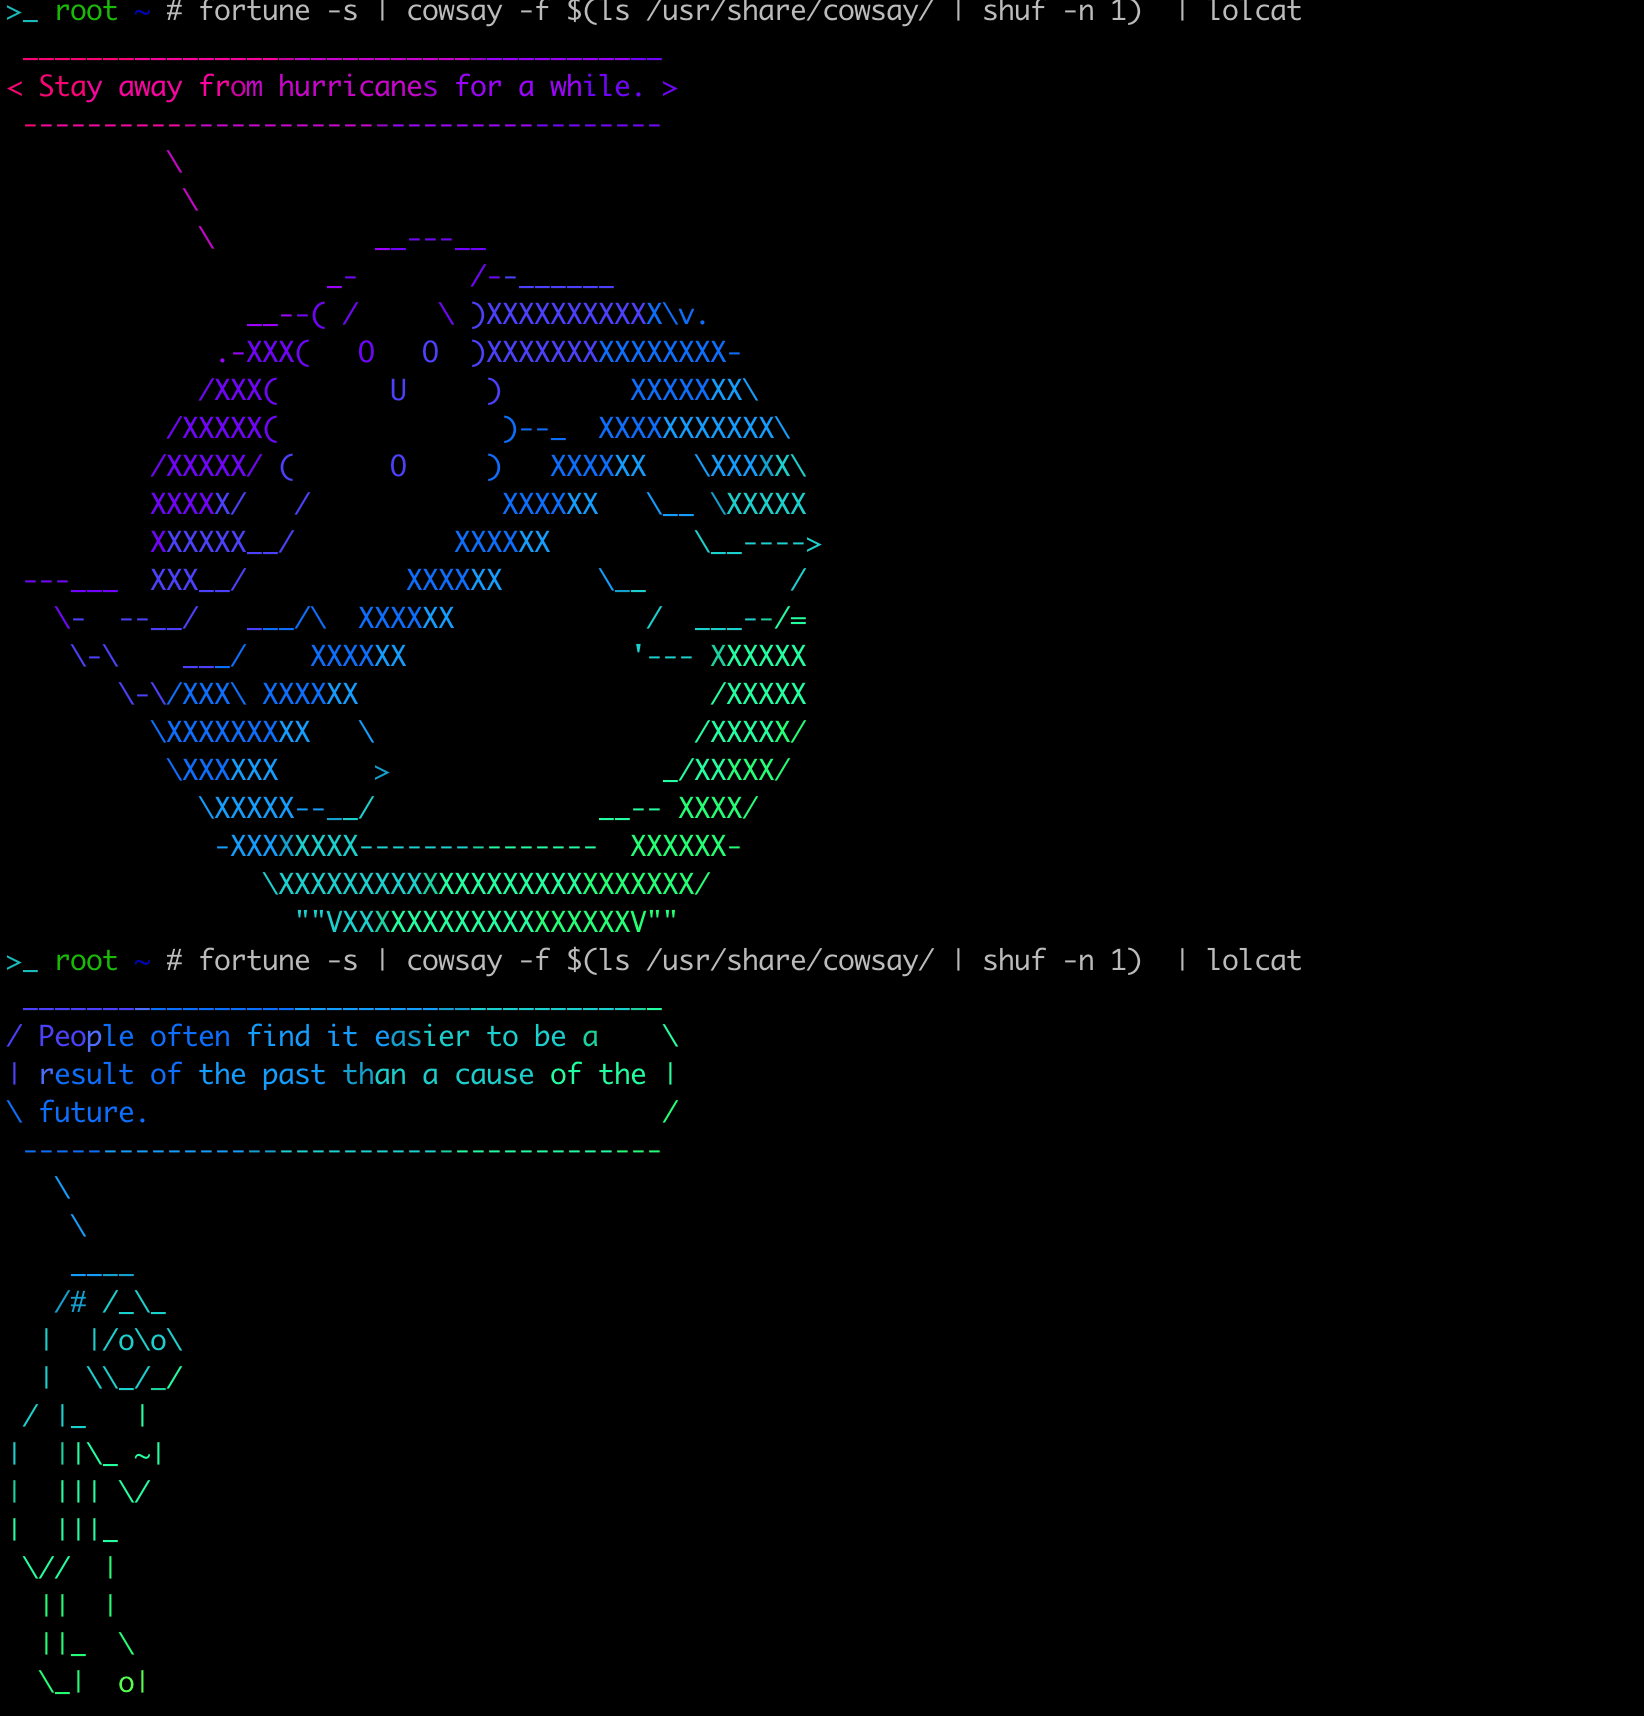 >_ root ~ # fortune -s | cowsay -f $(ls /usr/share/cowsay/ | shuf -n 1)  | lolcat
 ________________________________________
< Stay away from hurricanes for a while. >
 ----------------------------------------
          \
           \
            \          __---__
                    _-       /--______
               __--( /     \ )XXXXXXXXXXX\v.
             .-XXX(   O   O  )XXXXXXXXXXXXXXX-
            /XXX(       U     )        XXXXXXX\
          /XXXXX(              )--_  XXXXXXXXXXX\
         /XXXXX/ (      O     )   XXXXXX   \XXXXX\
         XXXXX/   /            XXXXXX   \__ \XXXXX
         XXXXXX__/          XXXXXX         \__---->
 ---___  XXX__/          XXXXXX      \__         /
   \-  --__/   ___/\  XXXXXX            /  ___--/=
    \-\    ___/    XXXXXX              '--- XXXXXX
       \-\/XXX\ XXXXXX                      /XXXXX
         \XXXXXXXXX   \                    /XXXXX/
          \XXXXXX      >                 _/XXXXX/
            \XXXXX--__/              __-- XXXX/
             -XXXXXXXX---------------  XXXXXX-
                \XXXXXXXXXXXXXXXXXXXXXXXXXX/
                  ""VXXXXXXXXXXXXXXXXXXV""
>_ root ~ # fortune -s | cowsay -f $(ls /usr/share/cowsay/ | shuf -n 1)  | lolcat
 ________________________________________
/ People often find it easier to be a    \
| result of the past than a cause of the |
\ future.                                /
 ----------------------------------------
   \
    \
    ____
   /# /_\_
  |  |/o\o\
  |  \\_/_/
 / |_   |
|  ||\_ ~|
|  ||| \/
|  |||_
 \//  |
  ||  |
  ||_  \
  \_|  o|